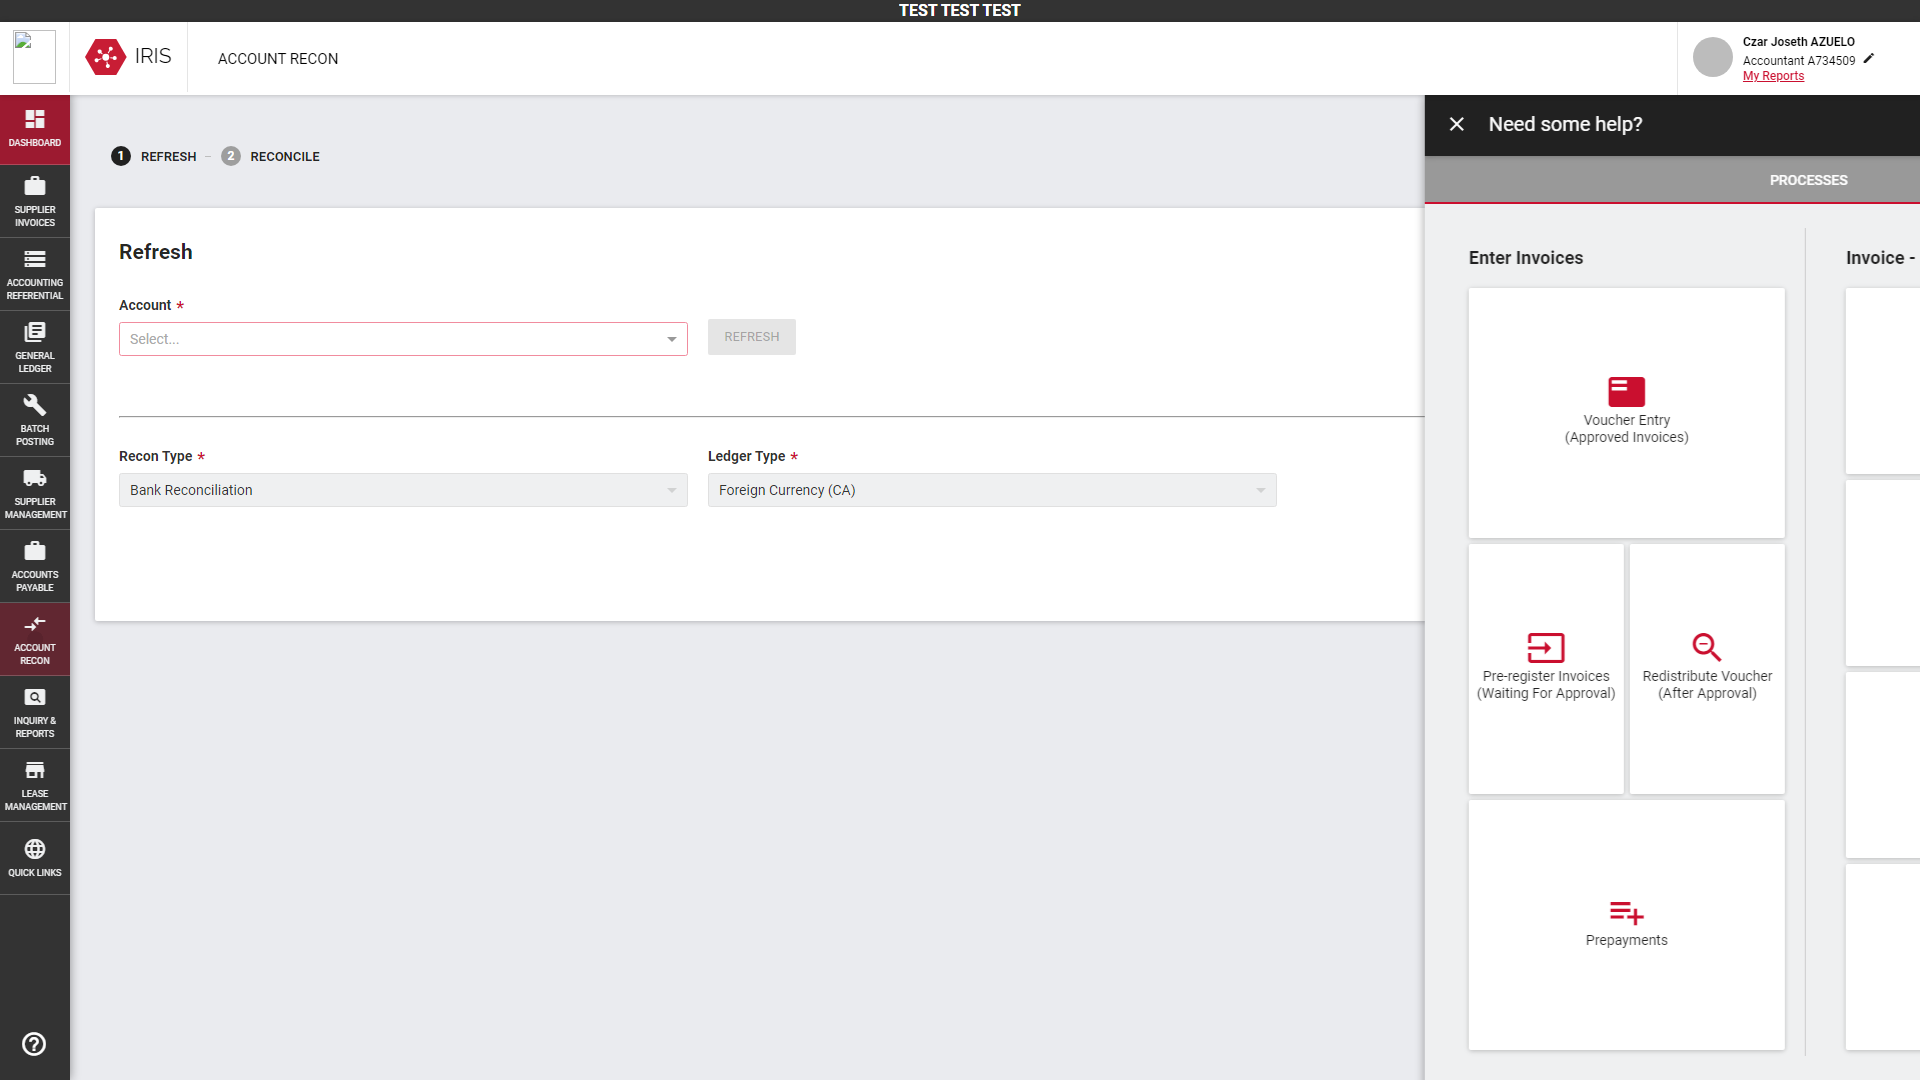 TEST TEST TEST
IRIS
ACCOUNT RECON
Czar Joseth AZUELO
Accountant A734509
My Reports
DASHBOARD
SUPPLIER
INVOICES
ACCOUNTING
REFERENTIAL
GENERAL
LEDGER
BATCH
POSTING
SUPPLIER
MANAGEMENT
ACCOUNTS
PAYABLE
ACCOUNT
RECON
INQUIRY &
REPORTS
LEASE
MANAGEMENT
QUICK LINKS
1 REFRESH – 2 RECONCILE
Refresh
Account *
Select...
REFRESH
Recon Type *
Bank Reconciliation
Ledger Type *
Foreign Currency (CA)
Need some help?
PROCESSES
Enter Invoices
Voucher Entry
(Approved Invoices)
Pre-register Invoices
(Waiting For Approval)
Redistribute Voucher
(After Approval)
Prepayments
Invoice -